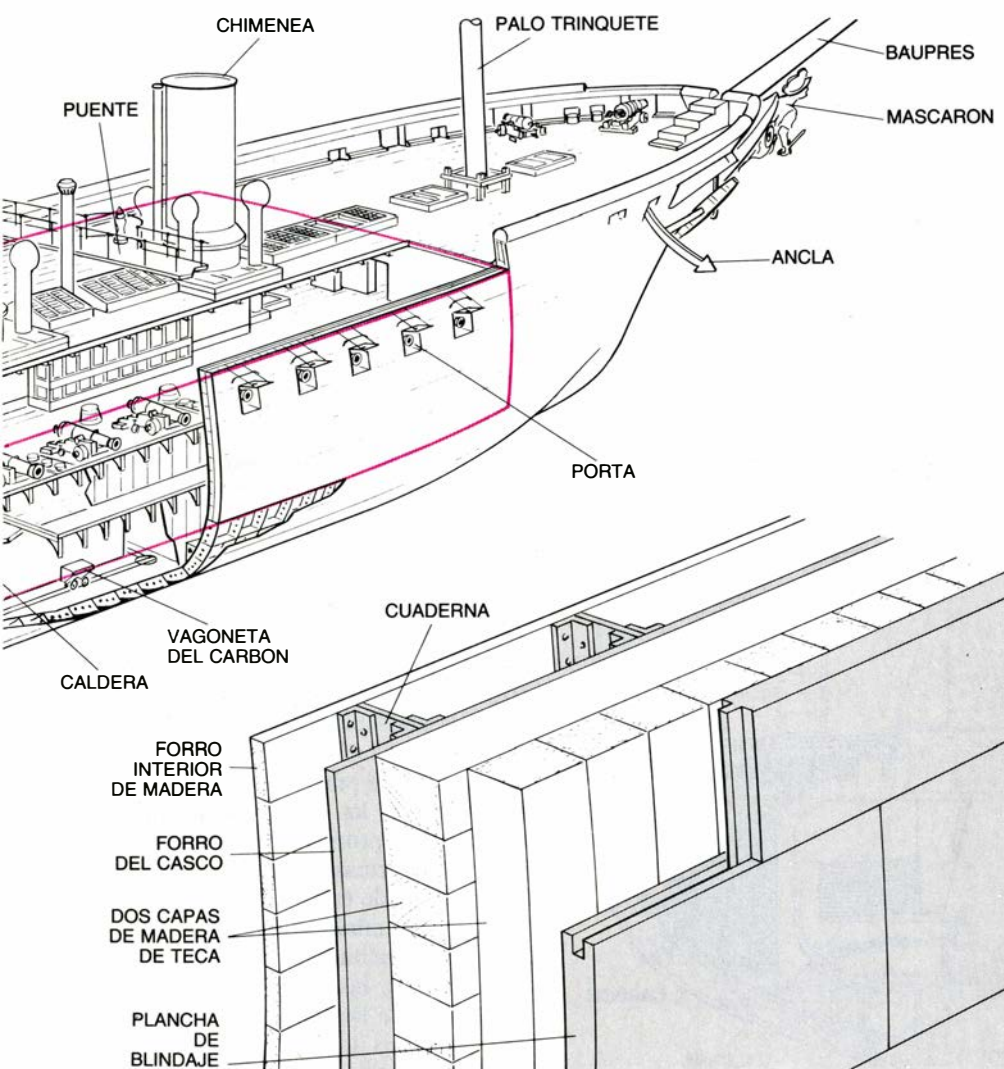 CHIMENEA
PALO TRINQUETE
BAUPRES
PUENTE
MASCARON
ANCLA
PORTA
VAGONETA
DEL CARBON
CALDERA
CUADERNA
FORRO
INTERIOR
DE MADERA
FORRO
DEL CASCO
DOS CAPAS
DE MADERA
DE TECA
PLANCHA
DE
BLINDAJE